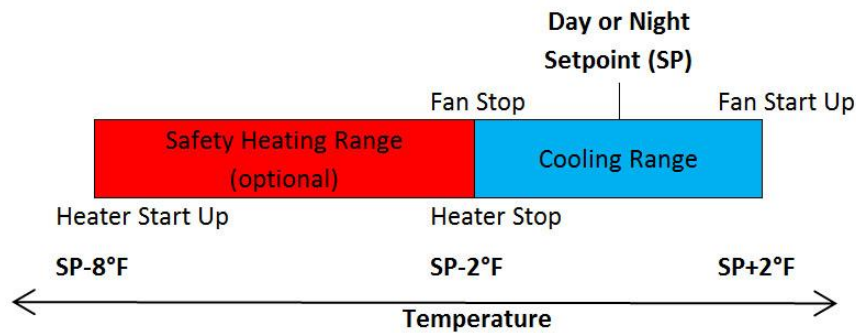 Day or Night
Setpoint (SP)
Fan Stop
Fan Start Up
Safety Heating Range
(optional)
Cooling Range
Heater Start Up
Heater Stop
SP-8°F
SP-2°F
SP+2°F
Temperature